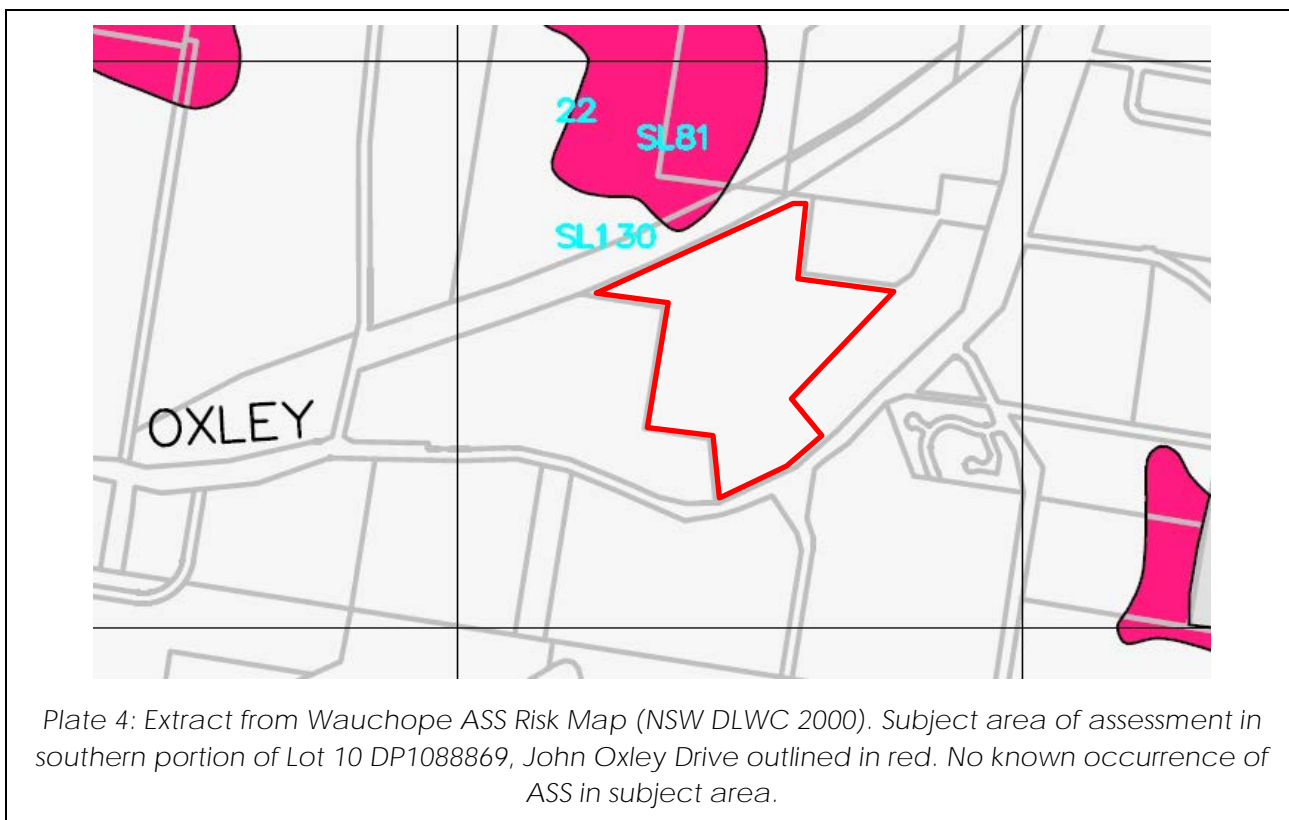 22
SL81
SL130
OXLEY
Plate 4: Extract from Wauchope ASS Risk Map (NSW DLWC 2000). Subject area of assessment in
southern portion of Lot 10 DP1088869, John Oxley Drive outlined in red. No known occurrence of
ASS in subject area.